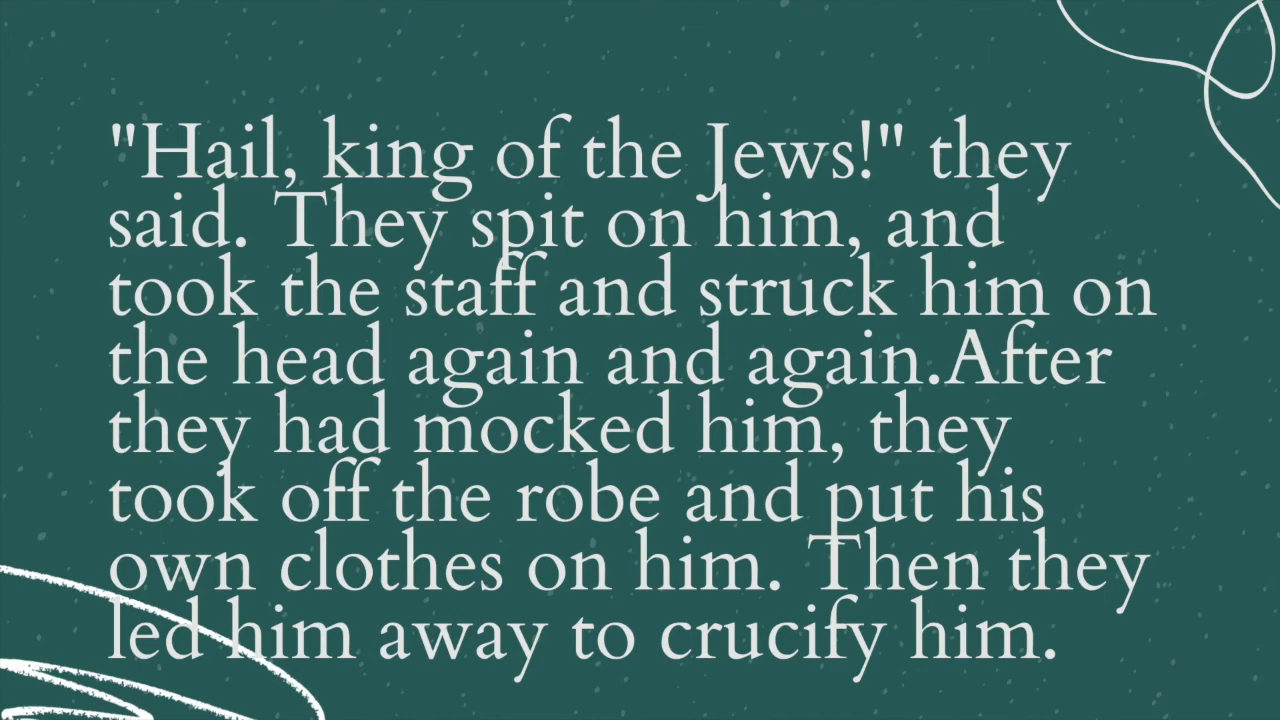 "Hail, king of the Jews!" they
said. They spit on him, and
took the staff and struck him on
the head again and again.After
they had mocked him, they
took off the robe and put his
own clothes on him. Then they
led him away to crucify him.